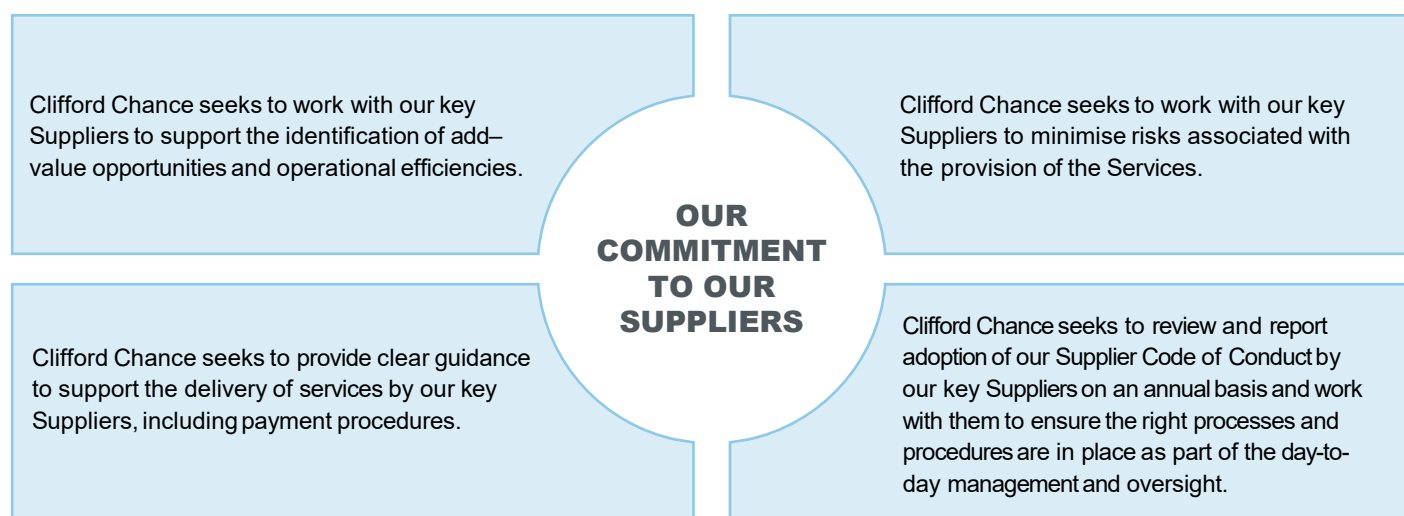 Clifford Chance seeks to work with our key
Suppliers to support the identification of add–
value opportunities and operational efficiencies.
Clifford Chance seeks to work with our key
Suppliers to minimise risks associated with
the provision of the Services.
OUR
COMMITMENT
TO OUR
SUPPLIERS
Clifford Chance seeks to provide clear guidance
to support the delivery of services by our key
Suppliers, including payment procedures.
Clifford Chance seeks to review and report
adoption of our Supplier Code of Conduct by
our key Suppliers on an annual basis and work
with them to ensure the right processes and
procedures are in place as part of the day-to-
day management and oversight.